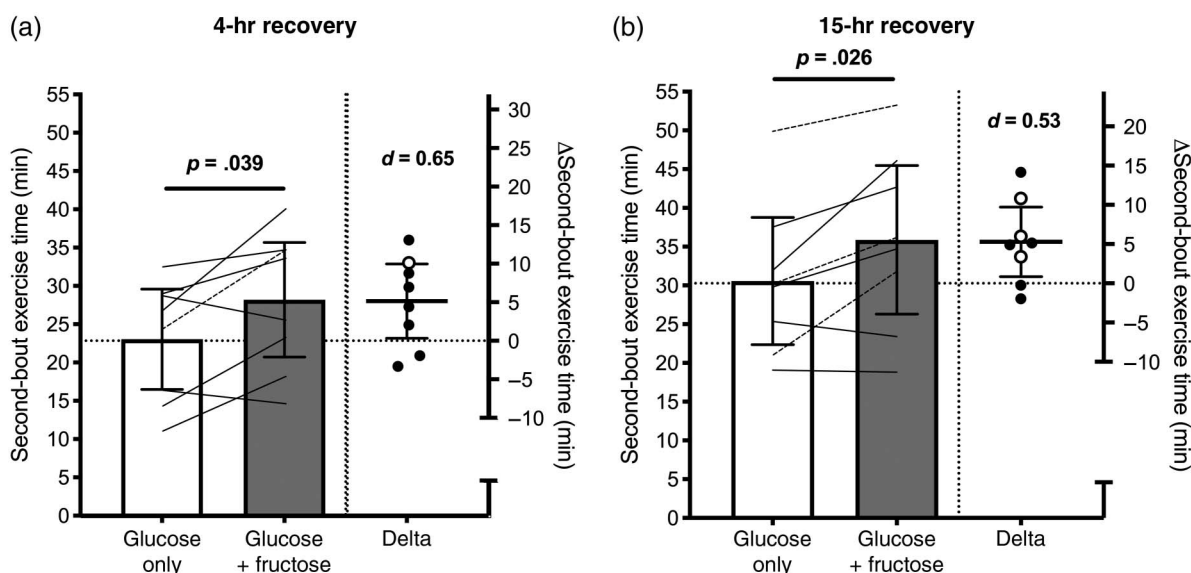 (a)
4-hr recovery
Second-bout exercise time (min)
55
50
45
40
35
30
25
20
15
10
5
0
p = .039
d = 0.65
30
25
20
15
10
5
0
−5
−10
ΔSecond-bout exercise time (min)
Glucose
only
Glucose
+ fructose
Delta
(b)
15-hr recovery
Second-bout exercise time (min)
55
50
45
40
35
30
25
20
15
10
5
0
p = .026
d = 0.53
20
15
10
5
0
−5
−10
ΔSecond-bout exercise time (min)
Glucose
only
Glucose
+ fructose
Delta